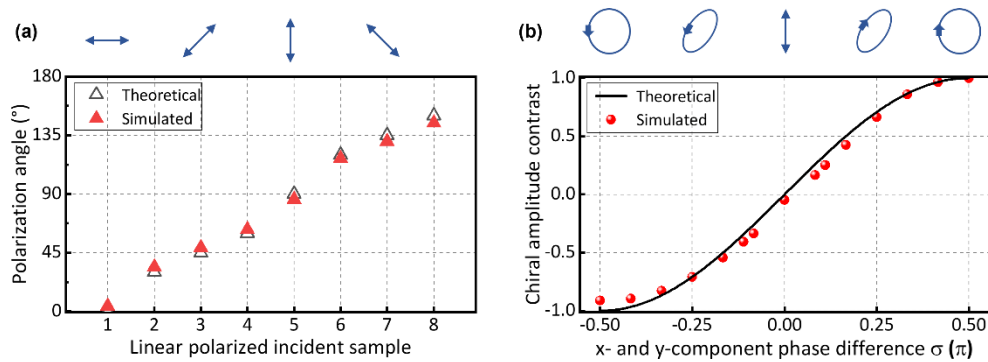 (a)
180
135
90
45
0
Polarization angle (°)
Theoretical
Simulated
1 2 3 4 5 6 7 8
Linear polarized incident sample
(b)
1.0
0.5
0.0
-0.5
-1.0
Chiral amplitude contrast
Theoretical
Simulated
-0.50 -0.25 0.00 0.25 0.50
x- and y-component phase difference σ (π)